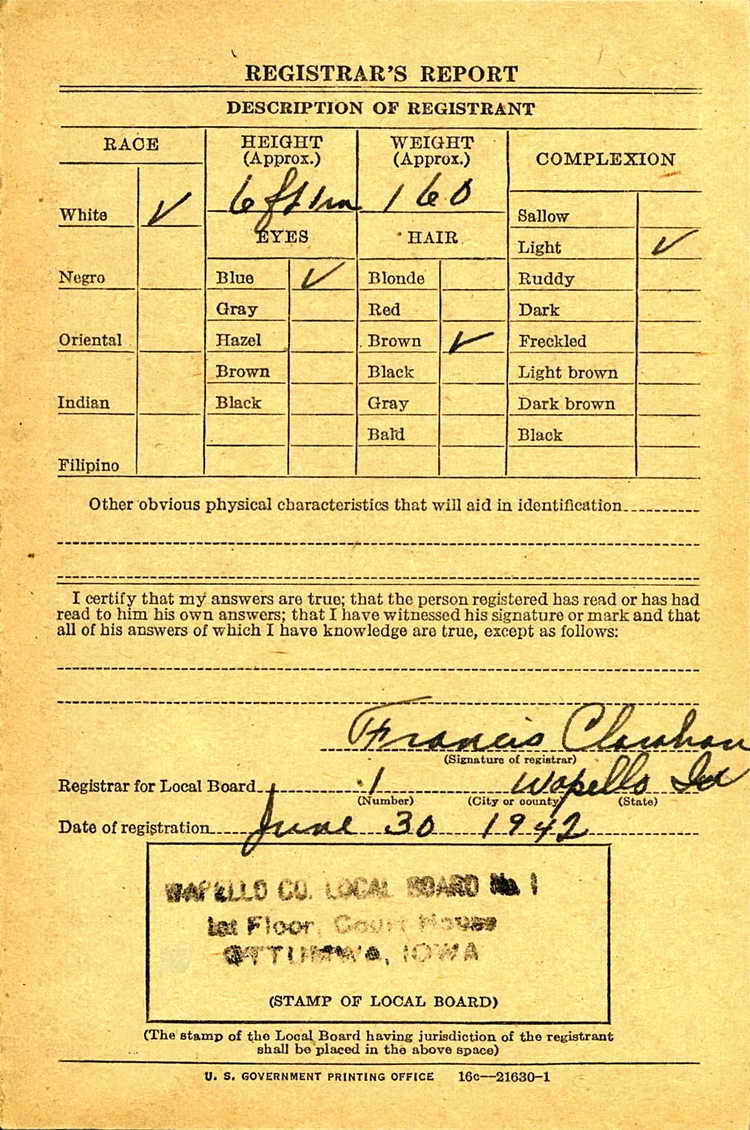 REGISTRAR'S REPORT
DESCRIPTION OF REGISTRANT
RACE
HEIGHT
(Approx.)
WEIGHT
(Approx.)
COMPLEXION
White ✓
6 ft 1 in
160
Sallow
EYES
HAIR
Light ✓
Negro
Blue ✓
Blonde
Ruddy
Gray
Red
Dark
Oriental
Hazel
Brown ✓
Freckled
Brown
Black
Light brown
Indian
Black
Gray
Dark brown
Bald
Black
Filipino
Other obvious physical characteristics that will aid in identification
I certify that my answers are true; that the person registered has read or has had
read to him his own answers; that I have witnessed his signature or mark and that
all of his answers of which I have knowledge are true, except as follows:
Francis Clarahan
(Signature of registrar)
Registrar for Local Board 1 Wapello
(Number) (City or county) (State)
Date of registration June 30 1942
WAPELLO CO. LOCAL BOARD No. 1
1st Floor, Court House
OTTUMWA, IOWA
(STAMP OF LOCAL BOARD)
(The stamp of the Local Board having jurisdiction of the registrant
shall be placed in the above space)
U. S. GOVERNMENT PRINTING OFFICE 16c—21630-1